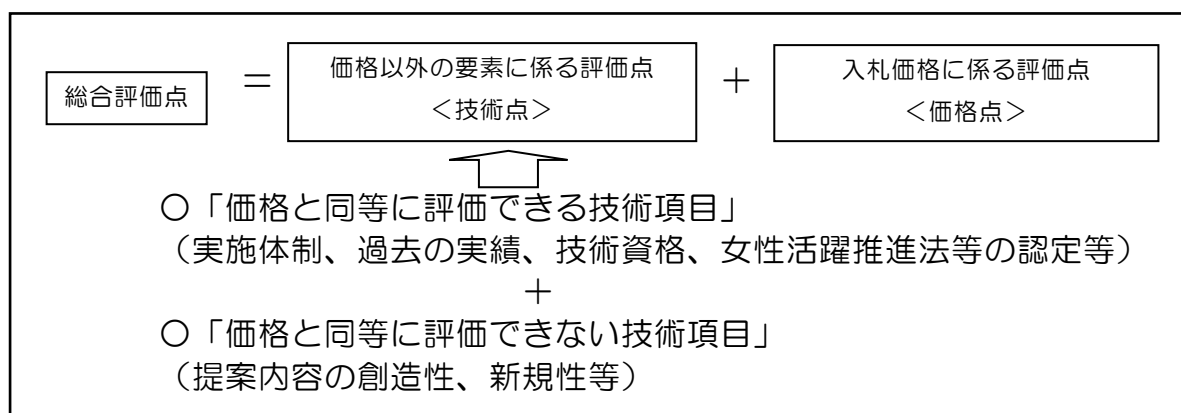 総合評価点 ＝ 価格以外の要素に係る評価点 ＋ 入札価格に係る評価点
＜技術点＞ ＜価格点＞
〇「価格と同等に評価できる技術項目」
（実施体制、過去の実績、技術資格、女性活躍推進法等の認定等）
＋
〇「価格と同等に評価できない技術項目」
（提案内容の創造性、新規性等）